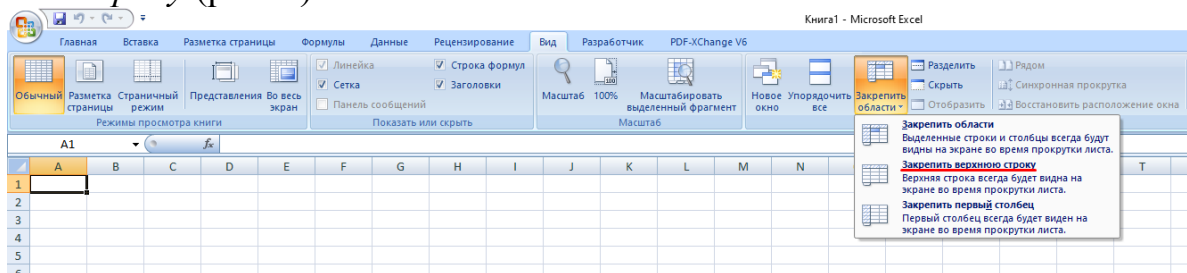 Книга1 - Microsoft Excel
Главная Вставка Разметка страницы Формулы Данные Рецензирование Вид Разработчик PDF-XChange V6
Обычный Разметка страницы Страничный режим Представления Во весь экран
Режимы просмотра книги
Линейка Строка формул
Сетка Заголовки
Панель сообщений
Показать или скрыть
Масштаб 100% Масштабировать выделенный фрагмент
Масштаб
Новое окно Упорядочить все Закрепить области
Разделить Рядом
Скрыть Синхронная прокрутка
Отобразить Восстановить расположение окна
Закрепить области
Выделенные строки и столбцы всегда будут
видны на экране во время прокрутки листа.
Закрепить верхнюю строку
Верхняя строка всегда будет видна на
экране во время прокрутки листа.
Закрепить первый столбец
Первый столбец всегда будет виден на
экране во время прокрутки листа.
A1 fx
A B C D E F G H I J K L M N T
1
2
3
4
5